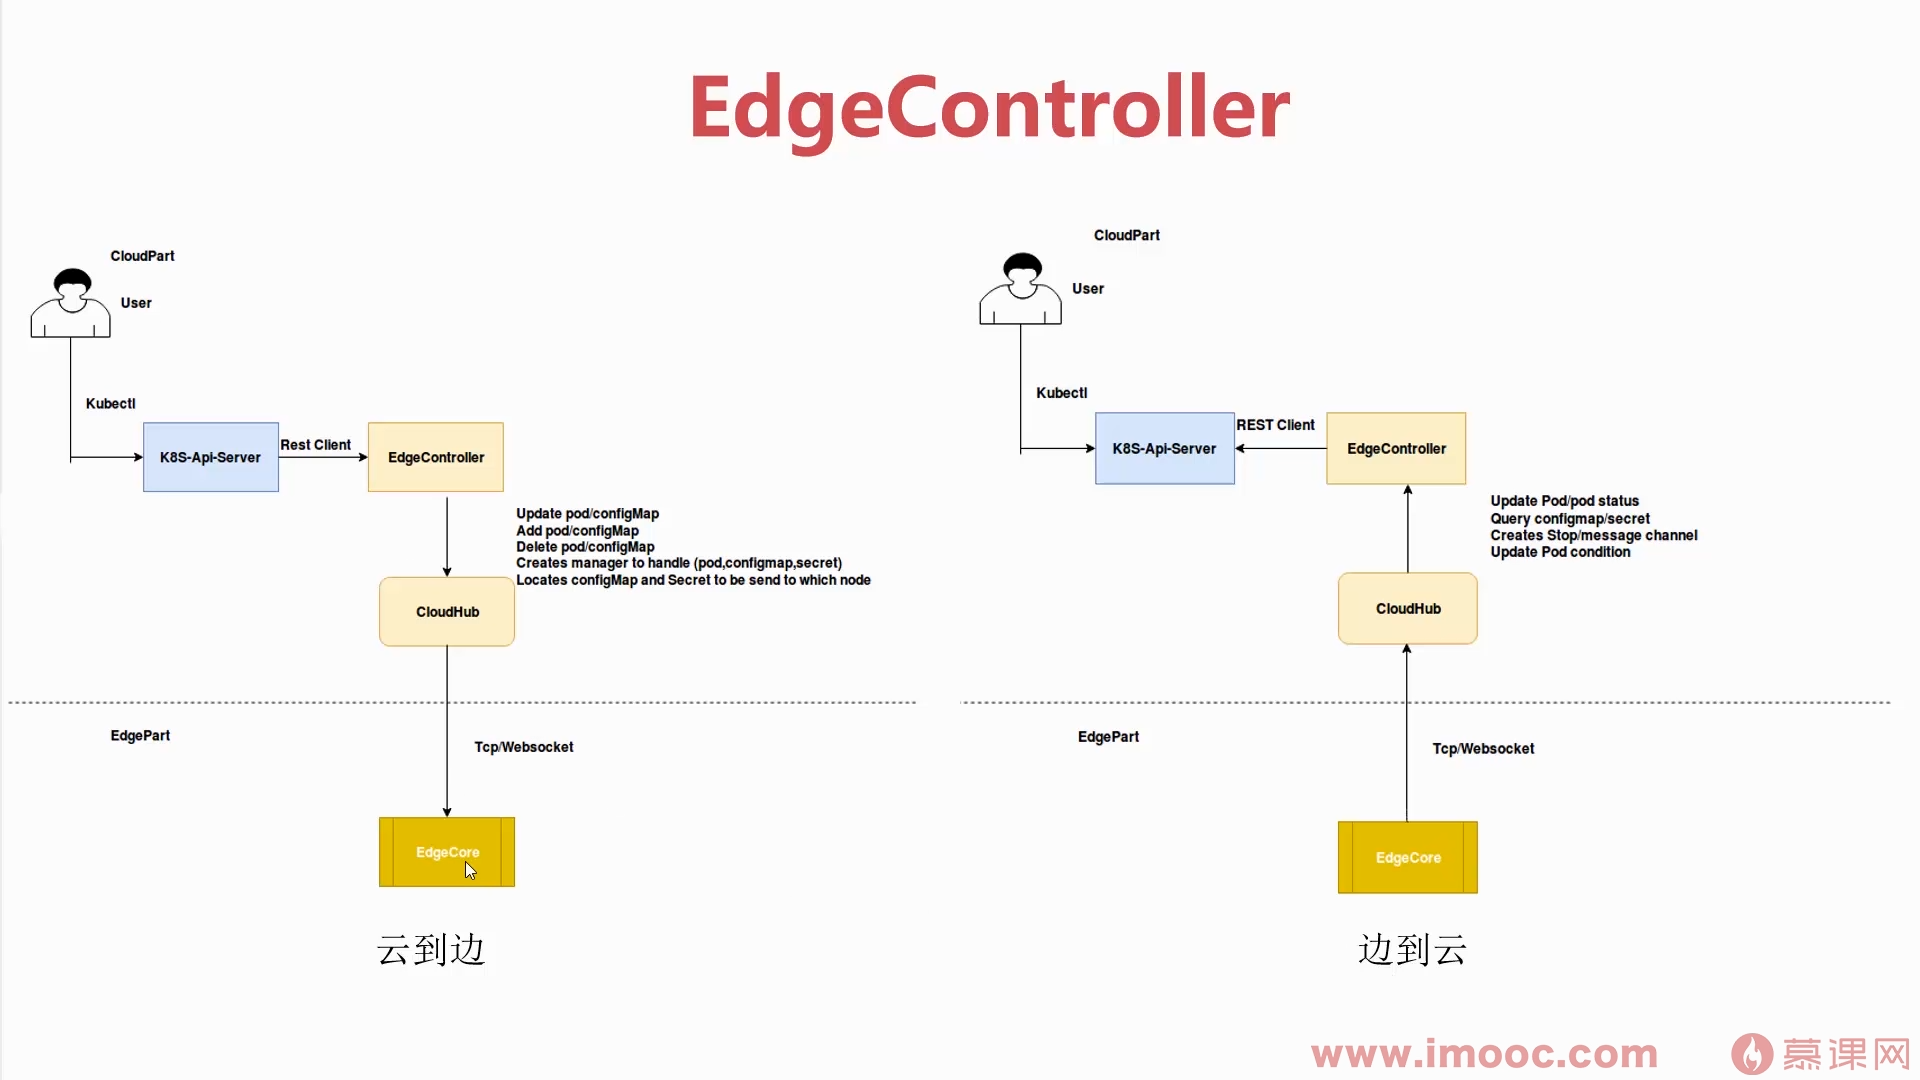 EdgeController
CloudPart
User
Kubectl
K8S-Api-Server
Rest Client
EdgeController
Update pod/configMap
Add pod/configMap
Delete pod/configMap
Creates manager to handle (pod,configmap,secret)
Locates configMap and Secret to be send to which node
CloudHub
EdgePart
Tcp/Websocket
EdgeCore
云到边
CloudPart
User
Kubectl
K8S-Api-Server
REST Client
EdgeController
Update Pod/pod status
Query configmap/secret
Creates Stop/message channel
Update Pod condition
CloudHub
EdgePart
Tcp/Websocket
EdgeCore
边到云
www.imooc.com
慕课网